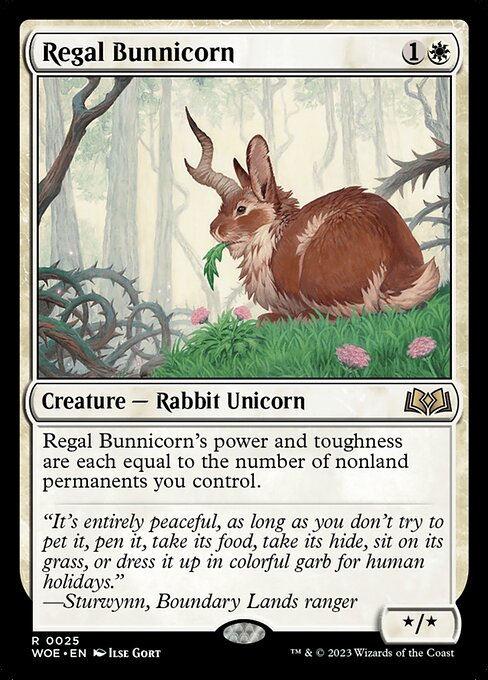 Regal Bunnicorn 1
Creature — Rabbit Unicorn
Regal Bunnicorn's power and toughness
are each equal to the number of nonland
permanents you control.
“It's entirely peaceful, as long as you don't try to
pet it, pen it, take its food, take its hide, sit on its
grass, or dress it up in colorful garb for human
holidays.”
—Sturwynn, Boundary Lands ranger
★/★
R 0025
WOE • EN Ilse Gort ™ & © 2023 Wizards of the Coast